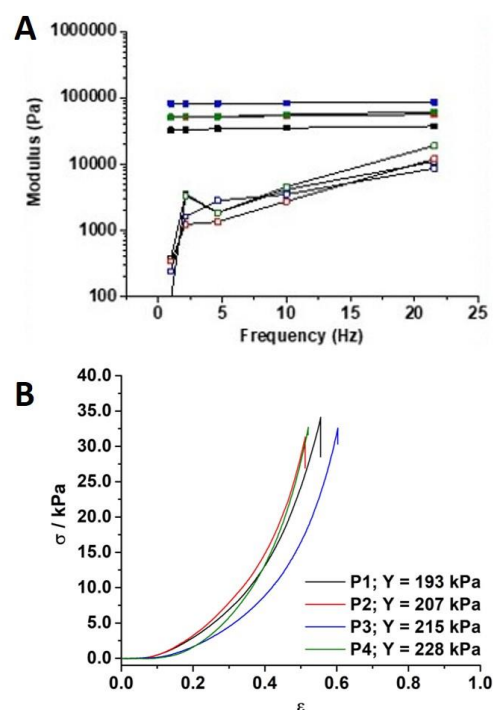 A
1000000
100000
10000
1000
100
Modulus (Pa)
0 5 10 15 20 25
Frequency (Hz)
B
40.0
35.0
30.0
25.0
20.0
15.0
10.0
5.0
0.0
σ / kPa
P1; Y = 193 kPa
P2; Y = 207 kPa
P3; Y = 215 kPa
P4; Y = 228 kPa
0.0 0.2 0.4 0.6 0.8 1.0
ε